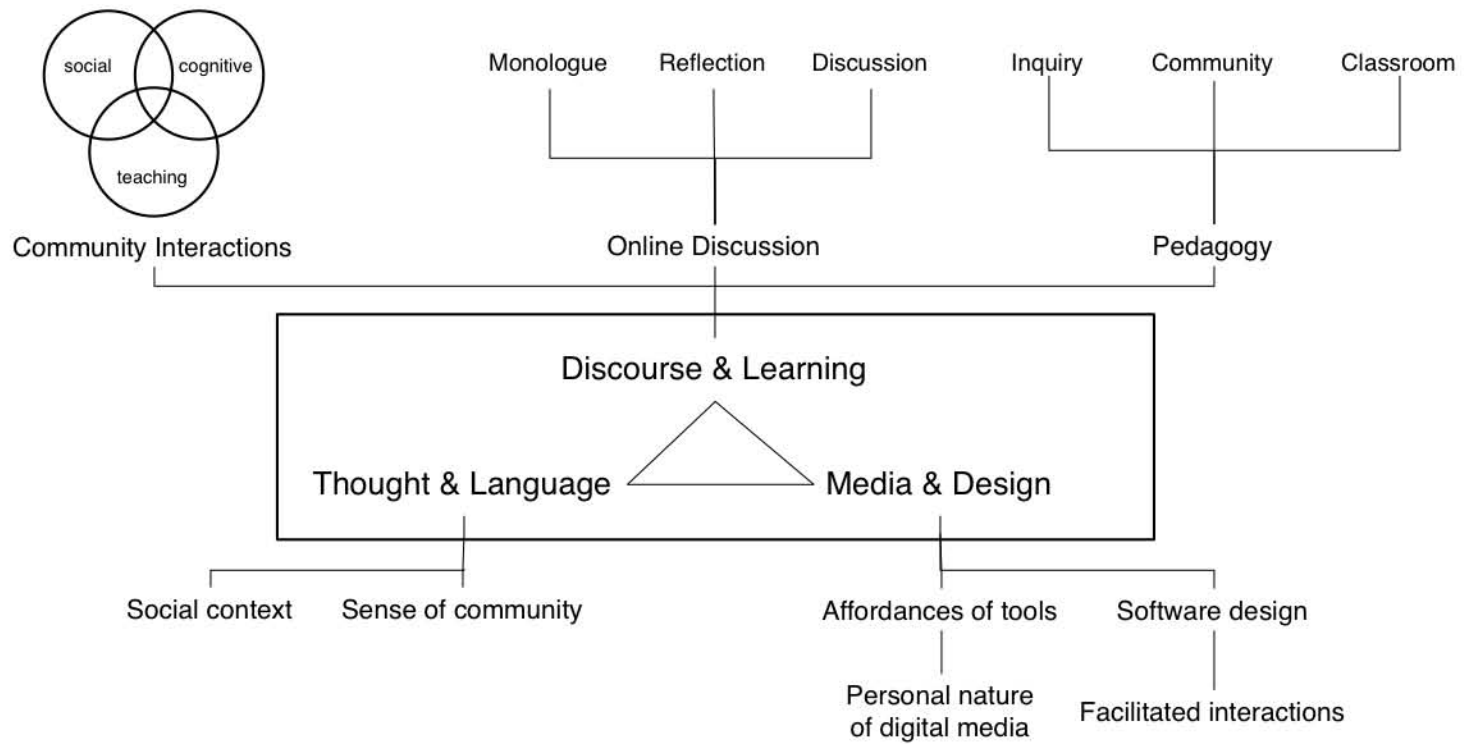 social
cognitive
teaching
Monologue
Reflection
Discussion
Inquiry
Community
Classroom
Community Interactions
Online Discussion
Pedagogy
Discourse & Learning
Thought & Language
Media & Design
Social context
Sense of community
Affordances of tools
Software design
Personal nature
of digital media
Facilitated interactions